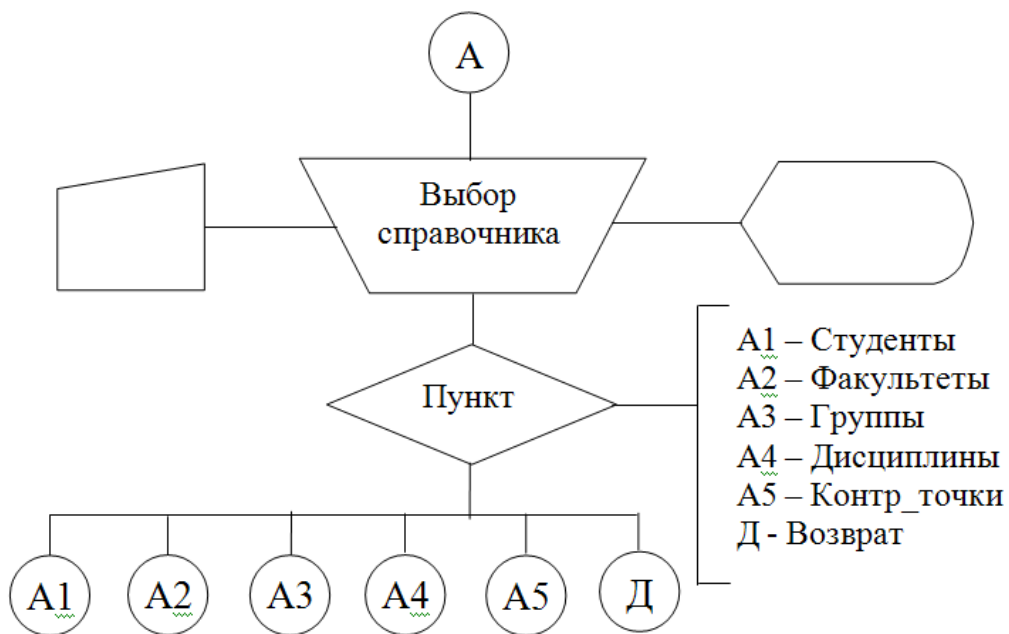 А
Выбор
справочника
Пункт
А1 – Студенты
А2 – Факультеты
А3 – Группы
А4 – Дисциплины
А5 – Контр_точки
Д - Возврат
А1
А2
А3
А4
А5
Д